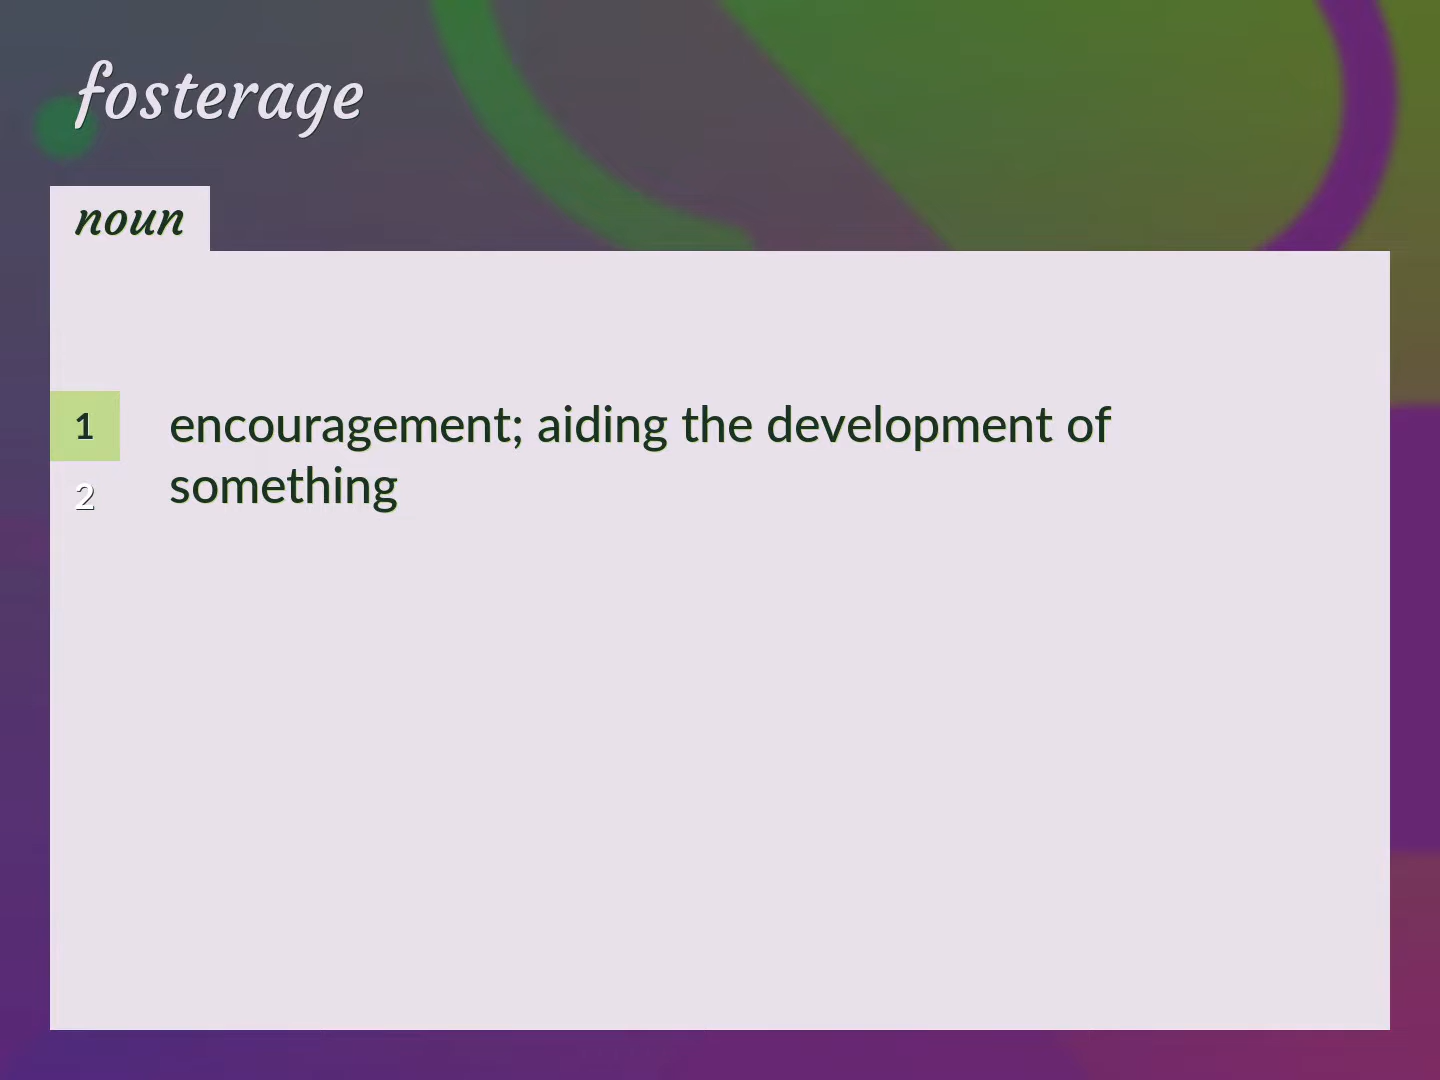 fosterage
noun
1 encouragement; aiding the development of
2 something